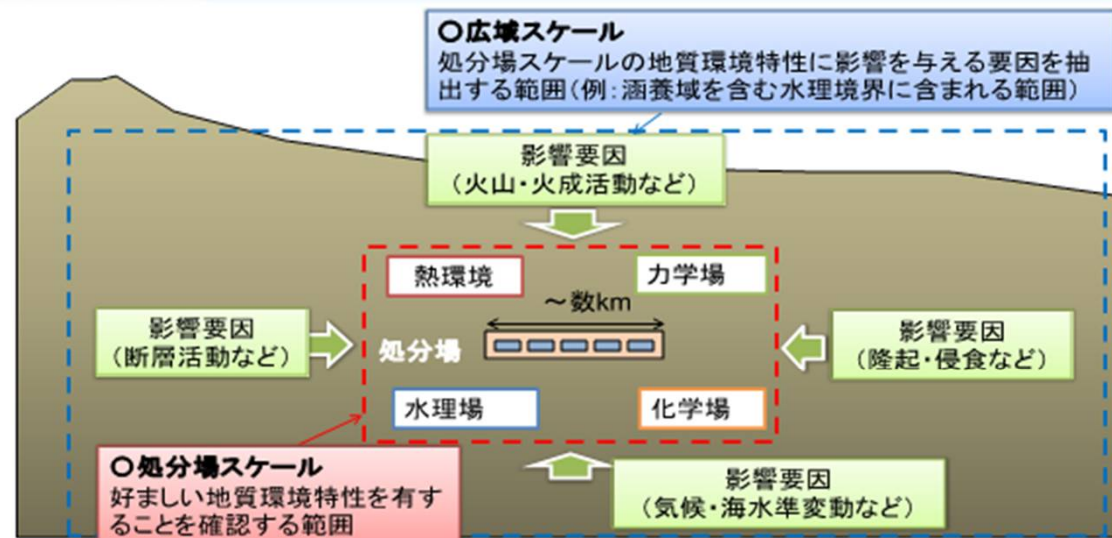 〇広域スケール
処分場スケールの地質環境特性に影響を与える要因を抽
出する範囲(例：涵養域を含む水理境界に含まれる範囲)
影響要因
(火山・火成活動など)
熱環境
力学場
～数km
影響要因
(断層活動など)
処分場
影響要因
(隆起・侵食など)
水理場
化学場
〇処分場スケール
好ましい地質環境特性を有す
ることを確認する範囲
影響要因
(気候・海水準変動など)